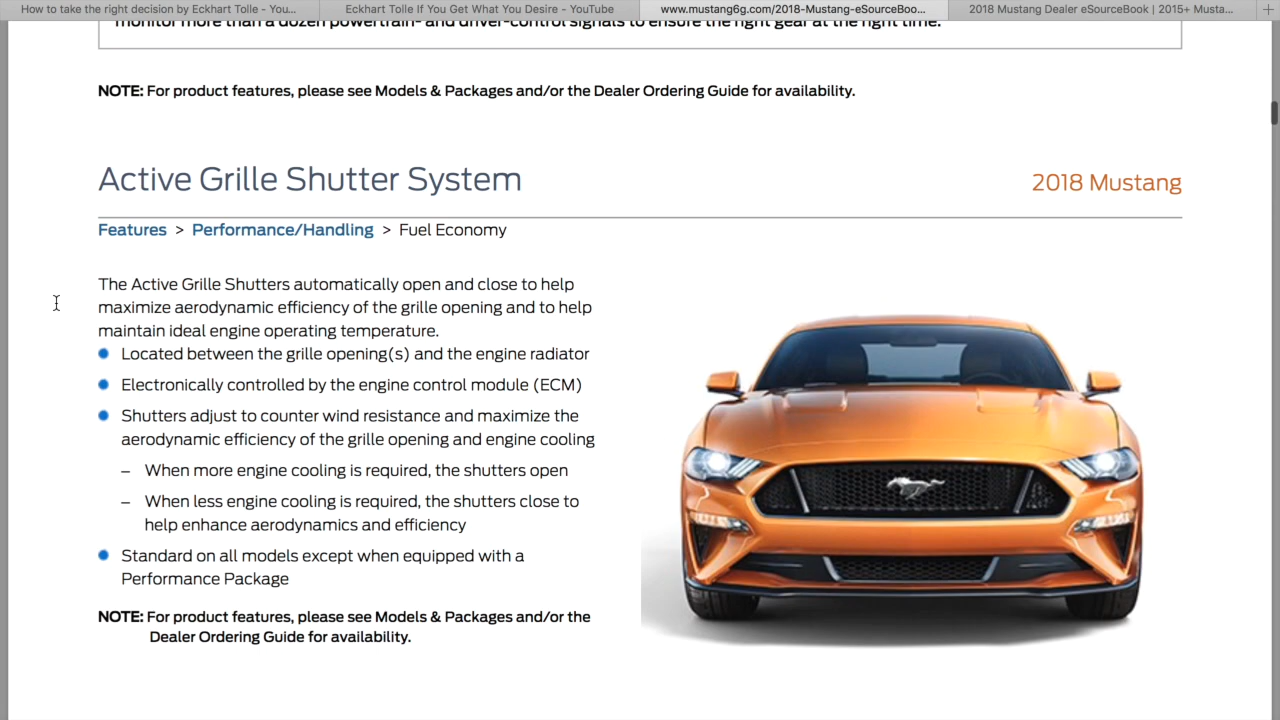 How to take the right decision by Eckhart Tolle - You...
Eckhart Tolle If You Get What You Desire - YouTube
www.mustang6g.com/2018-Mustang-eSourceBoo...
2018 Mustang Dealer eSourceBook | 2015+ Musta...
monitor more than a dozen powertrain- and driver-control signals to ensure the right gear at the right time.
NOTE: For product features, please see Models & Packages and/or the Dealer Ordering Guide for availability.
Active Grille Shutter System
2018 Mustang
Features > Performance/Handling > Fuel Economy
The Active Grille Shutters automatically open and close to help
maximize aerodynamic efficiency of the grille opening and to help
maintain ideal engine operating temperature.
Located between the grille opening(s) and the engine radiator
Electronically controlled by the engine control module (ECM)
Shutters adjust to counter wind resistance and maximize the
aerodynamic efficiency of the grille opening and engine cooling
– When more engine cooling is required, the shutters open
– When less engine cooling is required, the shutters close to
help enhance aerodynamics and efficiency
Standard on all models except when equipped with a
Performance Package
NOTE: For product features, please see Models & Packages and/or the
Dealer Ordering Guide for availability.